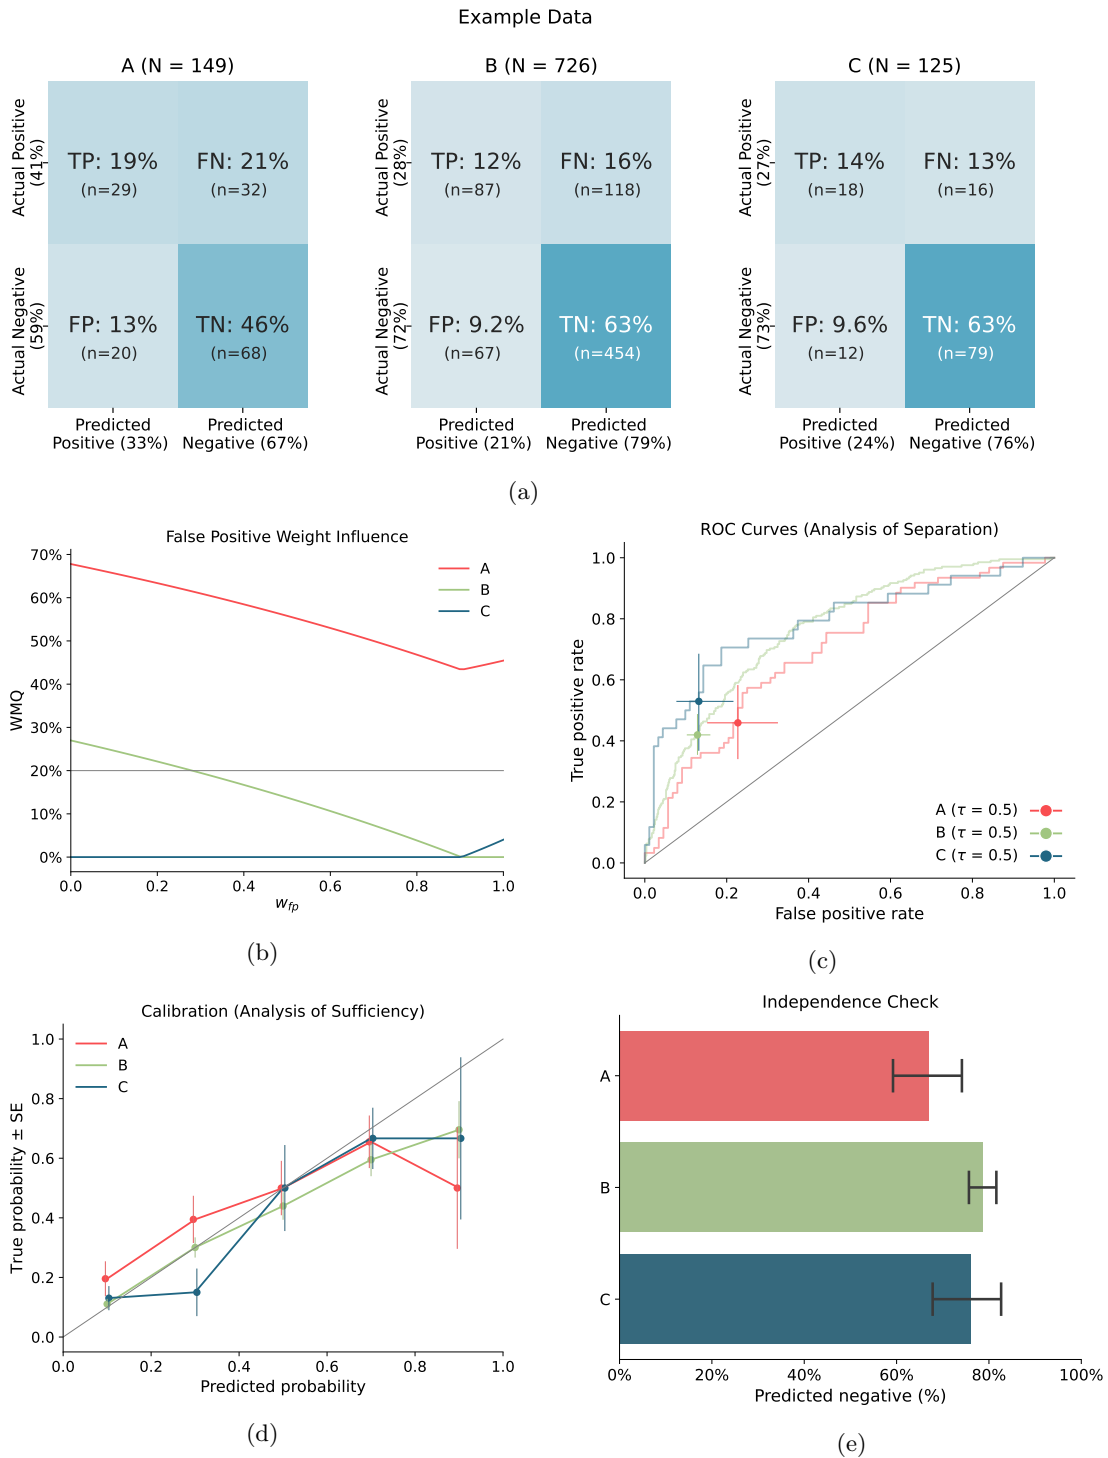 Example Data
A (N = 149)
Actual Positive
(41%)
TP: 19%
(n=29)
FN: 21%
(n=32)
Actual Negative
(59%)
FP: 13%
(n=20)
TN: 46%
(n=68)
Predicted
Positive (33%)
Predicted
Negative (67%)
B (N = 726)
Actual Positive
(28%)
TP: 12%
(n=87)
FN: 16%
(n=118)
Actual Negative
(72%)
FP: 9.2%
(n=67)
TN: 63%
(n=454)
Predicted
Positive (21%)
Predicted
Negative (79%)
C (N = 125)
Actual Positive
(27%)
TP: 14%
(n=18)
FN: 13%
(n=16)
Actual Negative
(73%)
FP: 9.6%
(n=12)
TN: 63%
(n=79)
Predicted
Positive (24%)
Predicted
Negative (76%)
(a)
False Positive Weight Influence
A
B
C
WMQ
70%
60%
50%
40%
30%
20%
10%
0%
0.0 0.2 0.4 0.6 0.8 1.0
w_fp
(b)
ROC Curves (Analysis of Separation)
True positive rate
1.0
0.8
0.6
0.4
0.2
0.0
A (τ = 0.5)
B (τ = 0.5)
C (τ = 0.5)
0.0 0.2 0.4 0.6 0.8 1.0
False positive rate
(c)
Calibration (Analysis of Sufficiency)
A
B
C
True probability ± SE
1.0
0.8
0.6
0.4
0.2
0.0
0.0 0.2 0.4 0.6 0.8 1.0
Predicted probability
(d)
Independence Check
A
B
C
0% 20% 40% 60% 80% 100%
Predicted negative (%)
(e)